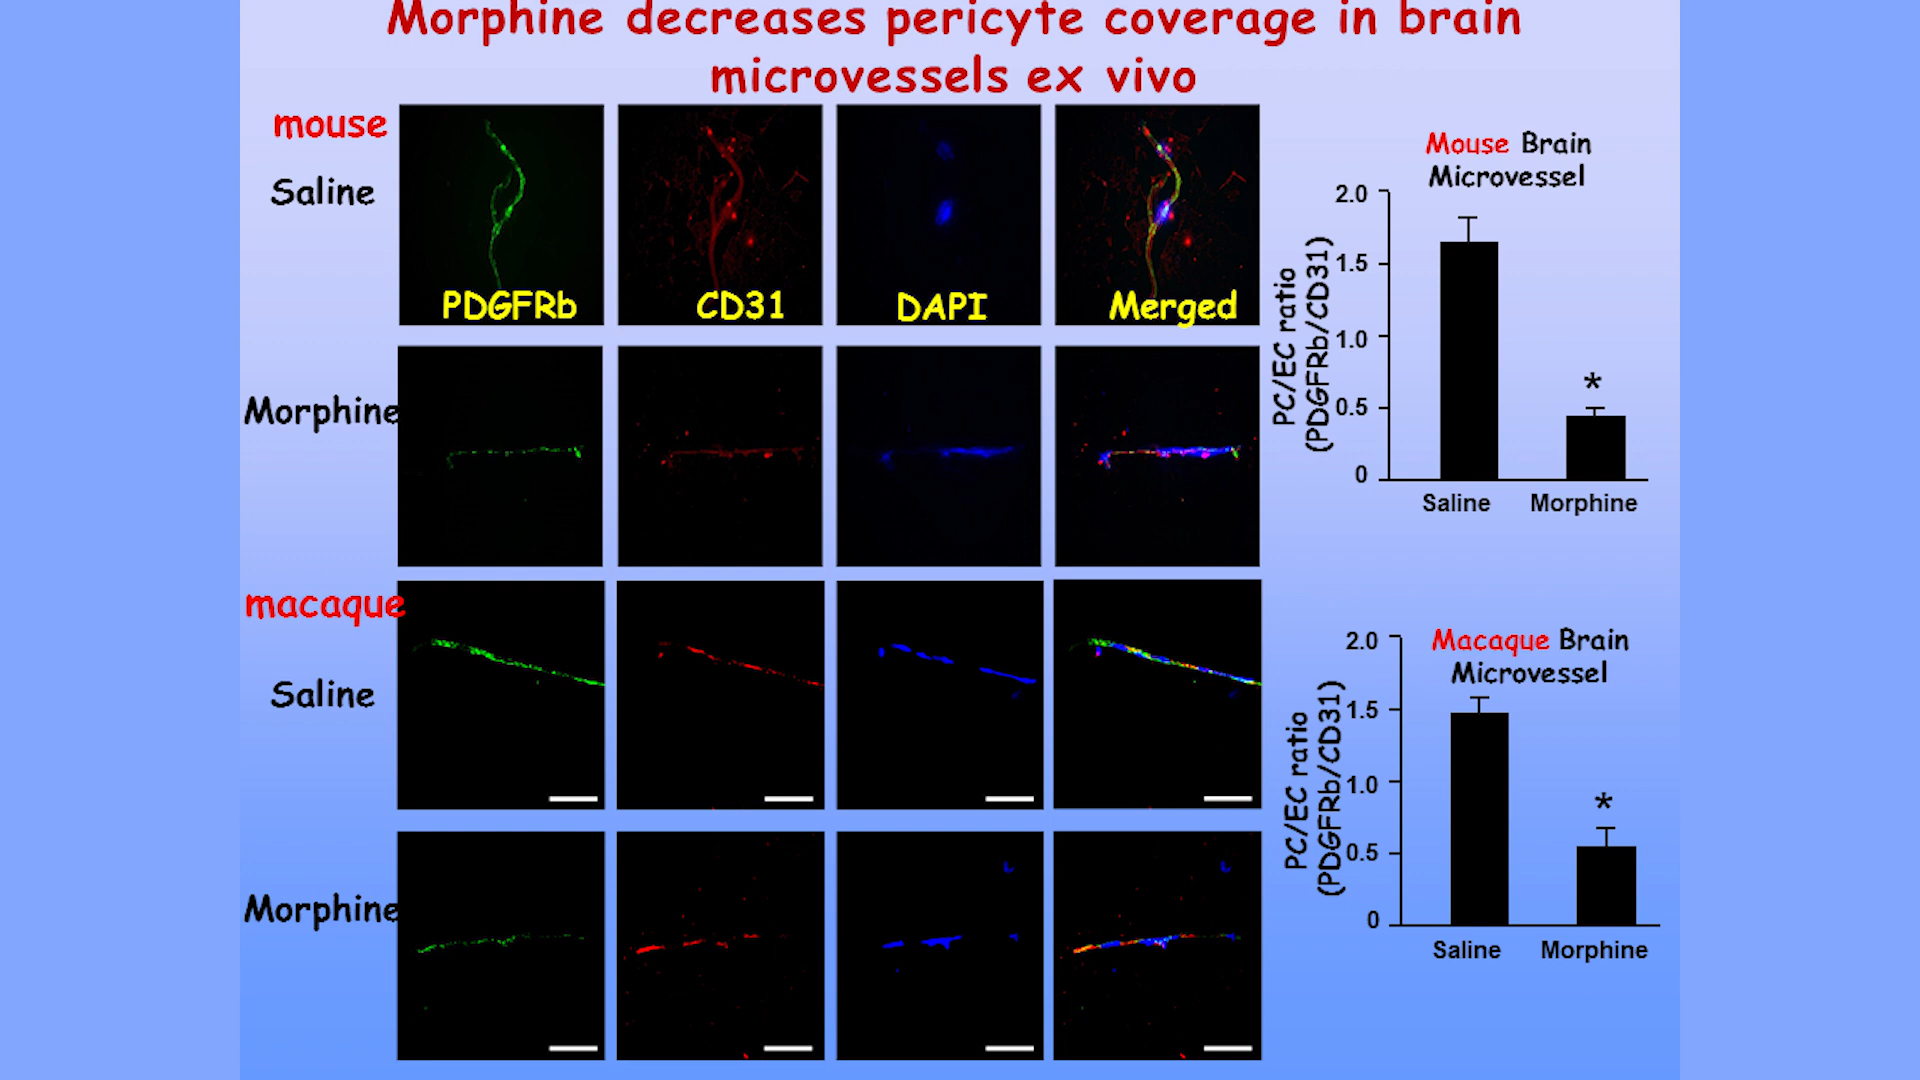 Morphine decreases pericyte coverage in brain
microvessels ex vivo
mouse
Saline
PDGFRb
CD31
DAPI
Merged
Morphine
macaque
Saline
Morphine
Mouse Brain
Microvessel
PC/EC ratio
(PDGFRb/CD31)
2.0
1.5
1.0
0.5
0
*
Saline
Morphine
Macaque Brain
Microvessel
PC/EC ratio
(PDGFRb/CD31)
2.0
1.5
1.0
0.5
0
*
Saline
Morphine